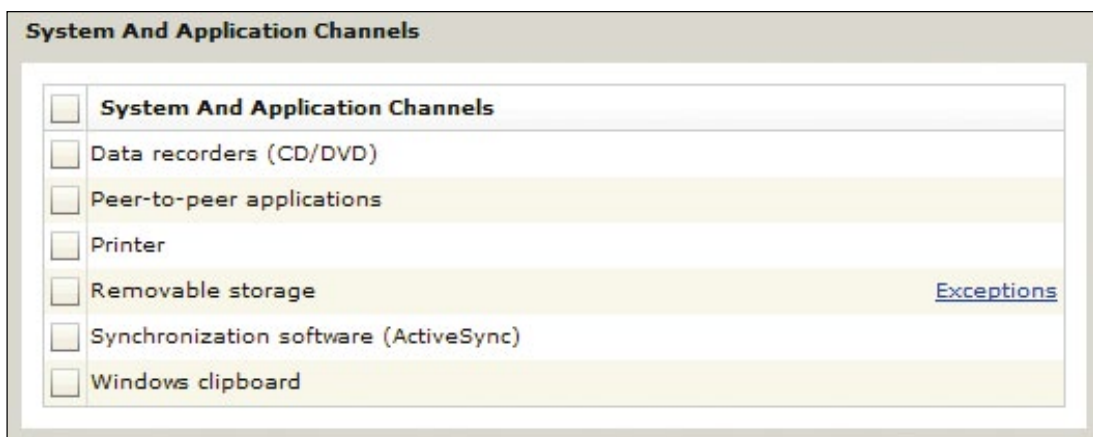 System And Application Channels
System And Application Channels
Data recorders (CD/DVD)
Peer-to-peer applications
Printer
Removable storage Exceptions
Synchronization software (ActiveSync)
Windows clipboard